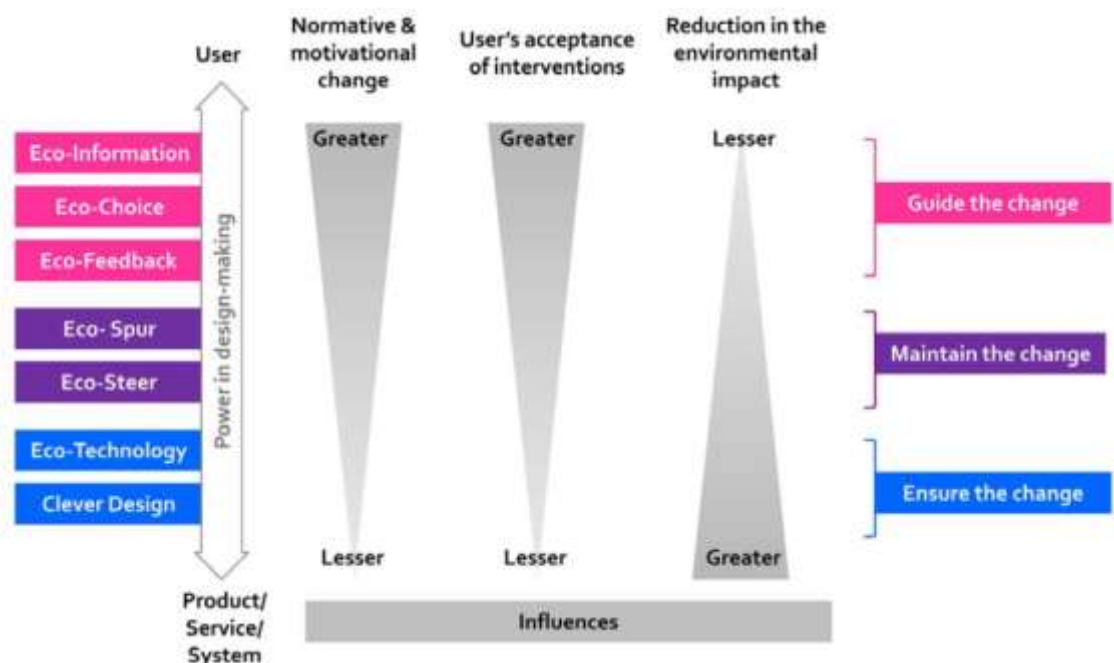 User
Normative &
motivational
change
User's acceptance
of interventions
Reduction in the
environmental
impact
Greater
Greater
Lesser
Eco-Information
Eco-Choice
Eco-Feedback
Eco- Spur
Eco-Steer
Eco-Technology
Clever Design
Power in design-making
Guide the change
Maintain the change
Ensure the change
Lesser
Lesser
Greater
Product/
Service/
System
Influences